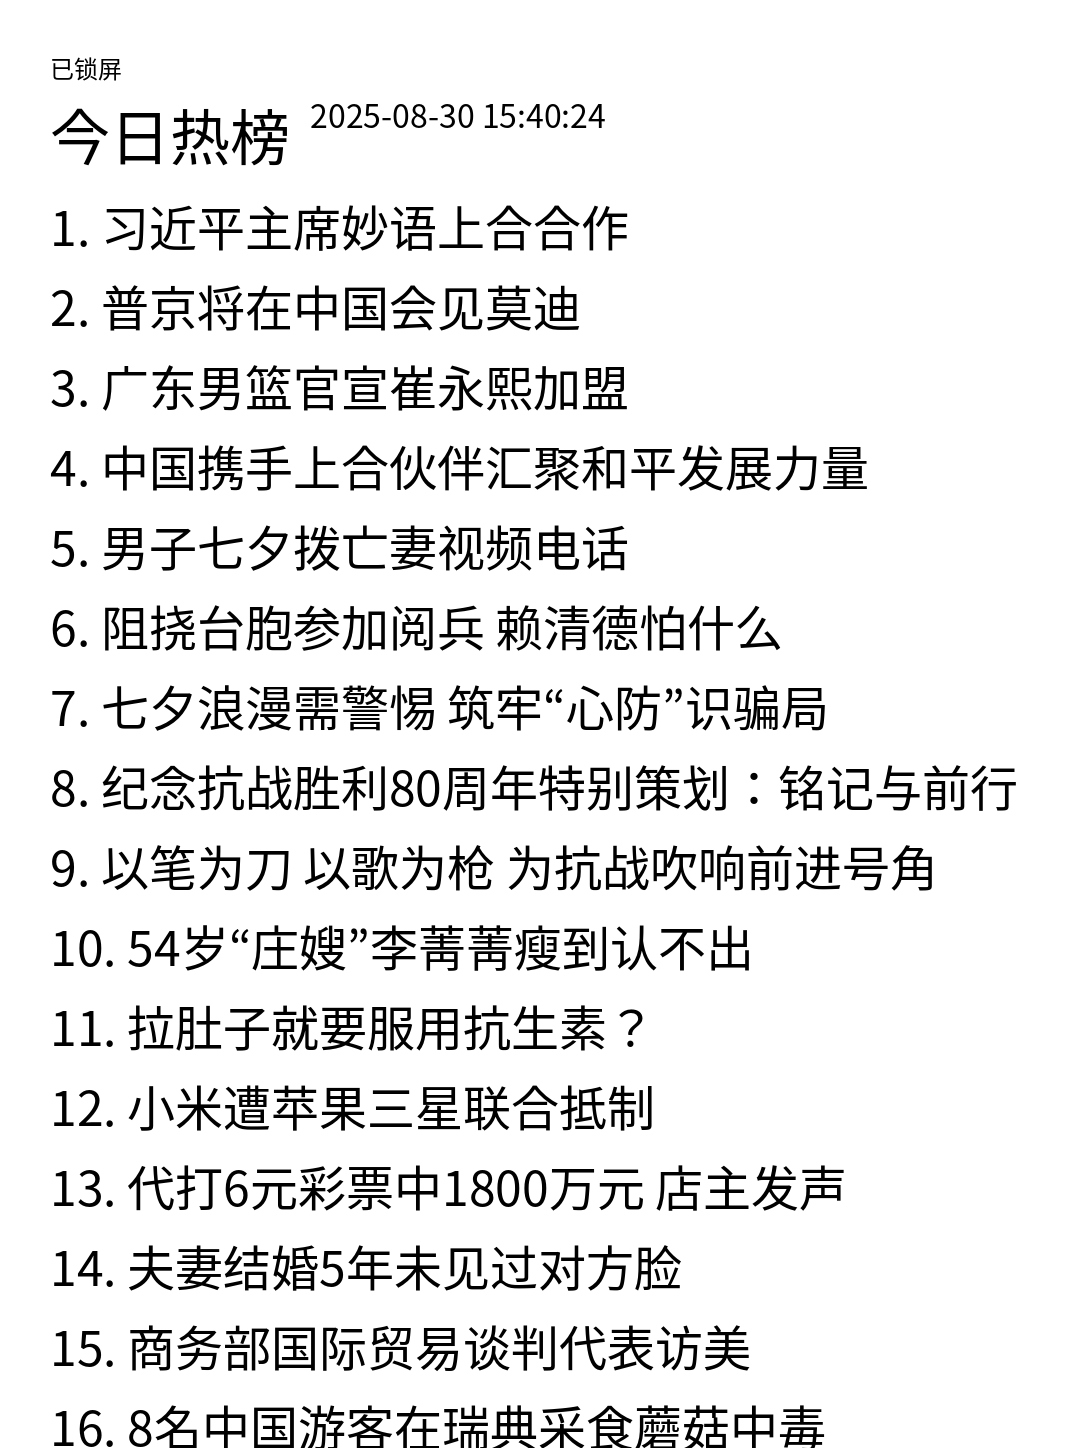 已锁屏
今日热榜 2025-08-30 15:40:24
1. 习近平主席妙语上合合作
2. 普京将在中国会见莫迪
3. 广东男篮官宣崔永熙加盟
4. 中国携手上合伙伴汇聚和平发展力量
5. 男子七夕拨亡妻视频电话
6. 阻挠台胞参加阅兵 赖清德怕什么
7. 七夕浪漫需警惕 筑牢“心防”识骗局
8. 纪念抗战胜利80周年特别策划：铭记与前行
9. 以笔为刀 以歌为枪 为抗战吹响前进号角
10. 54岁“庄嫂”李菁菁瘦到认不出
11. 拉肚子就要服用抗生素？
12. 小米遭苹果三星联合抵制
13. 代打6元彩票中1800万元 店主发声
14. 夫妻结婚5年未见过对方脸
15. 商务部国际贸易谈判代表访美
16. 8名中国游客在瑞典采食蘑菇中毒